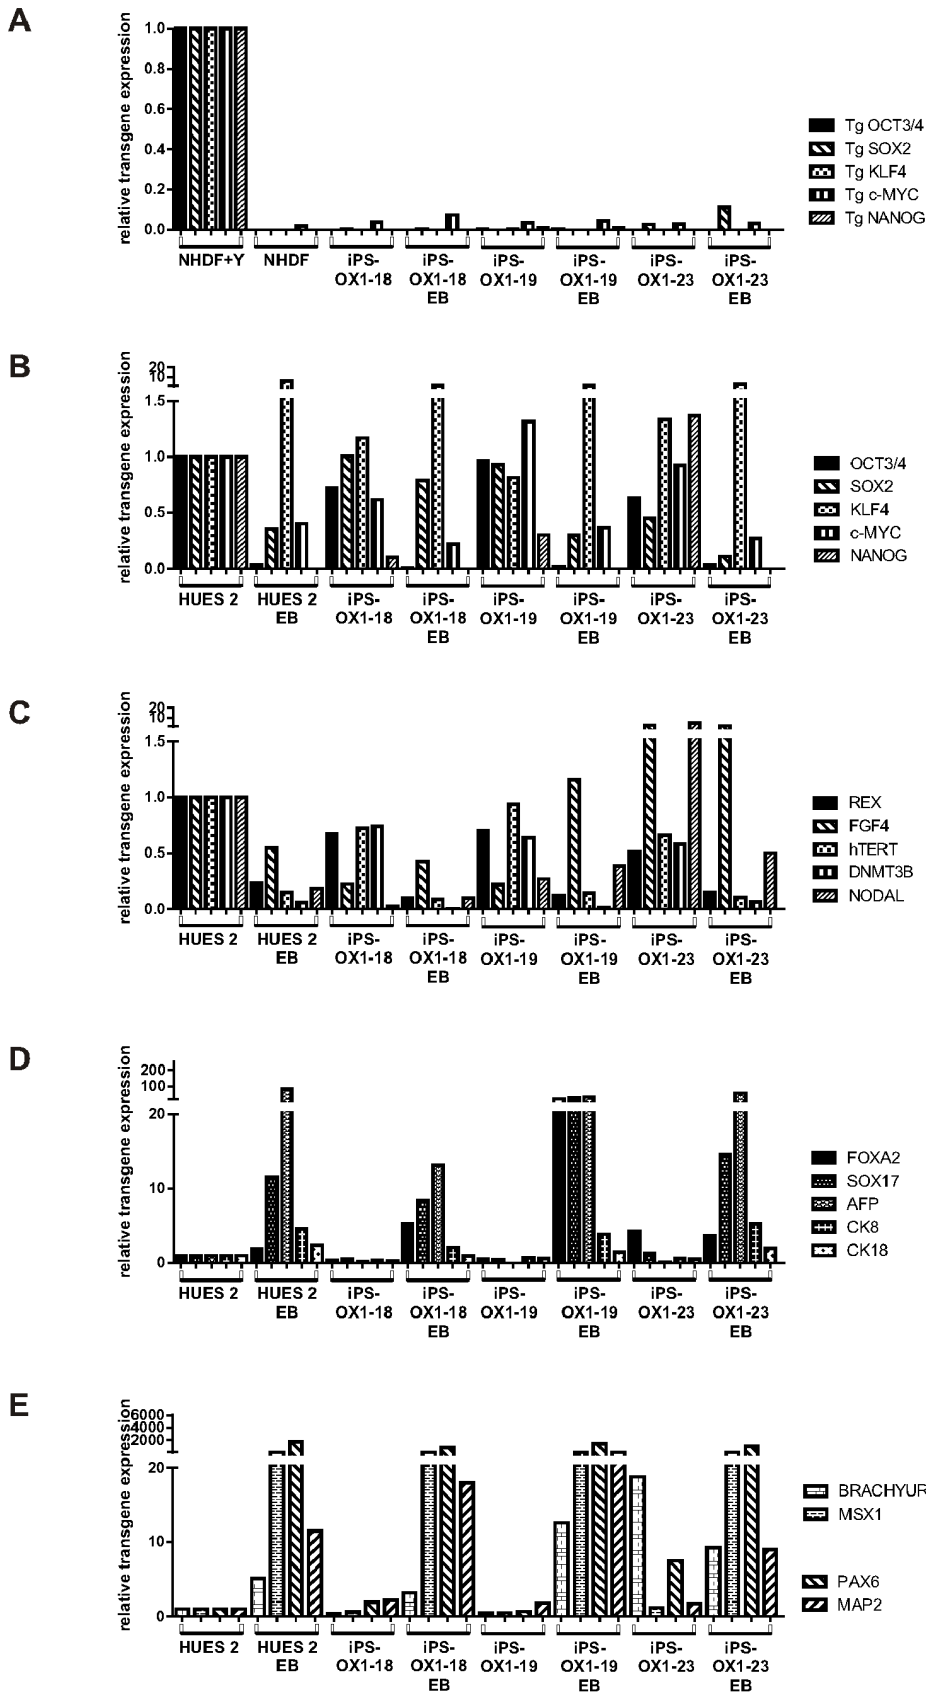 A
relative transgene expression
1.0
0.8
0.6
0.4
0.2
0.0
NHDF+Y NHDF iPS- iPS- iPS- iPS- iPS- iPS-
OX1-18 OX1-18 OX1-19 OX1-19 OX1-23 OX1-23
EB EB EB
Tg OCT3/4
Tg SOX2
Tg KLF4
Tg c-MYC
Tg NANOG
B
relative transgene expression
20
10
1.5
1.0
0.5
0.0
HUES 2 HUES 2 iPS- iPS- iPS- iPS- iPS- iPS-
EB OX1-18 OX1-18 OX1-19 OX1-19 OX1-23 OX1-23
EB EB EB
OCT3/4
SOX2
KLF4
c-MYC
NANOG
C
relative transgene expression
20
10
1.5
1.0
0.5
0.0
HUES 2 HUES 2 iPS- iPS- iPS- iPS- iPS- iPS-
EB OX1-18 OX1-18 OX1-19 OX1-19 OX1-23 OX1-23
EB EB EB
REX
FGF4
hTERT
DNMT3B
NODAL
D
relative transgene expression
200
100
20
10
0
HUES 2 HUES 2 iPS- iPS- iPS- iPS- iPS- iPS-
EB OX1-18 OX1-18 OX1-19 OX1-19 OX1-23 OX1-23
EB EB EB
FOXA2
SOX17
AFP
CK8
CK18
E
relative transgene expression
6000
4000
2000
20
10
0
HUES 2 HUES 2 iPS- iPS- iPS- iPS- iPS- iPS-
EB OX1-18 OX1-18 OX1-19 OX1-19 OX1-23 OX1-23
EB EB EB
BRACHYUR
MSX1
PAX6
MAP2